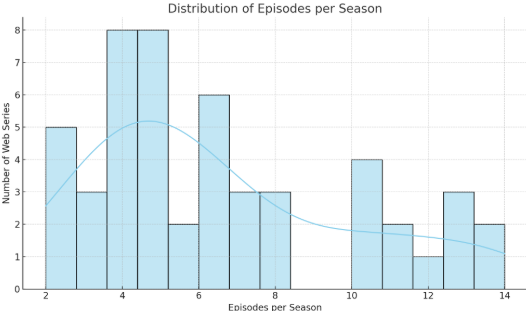 Distribution of Episodes per Season
Number of Web Series
8
7
6
5
4
3
2
1
0
2 4 6 8 10 12 14
Episodes per Season